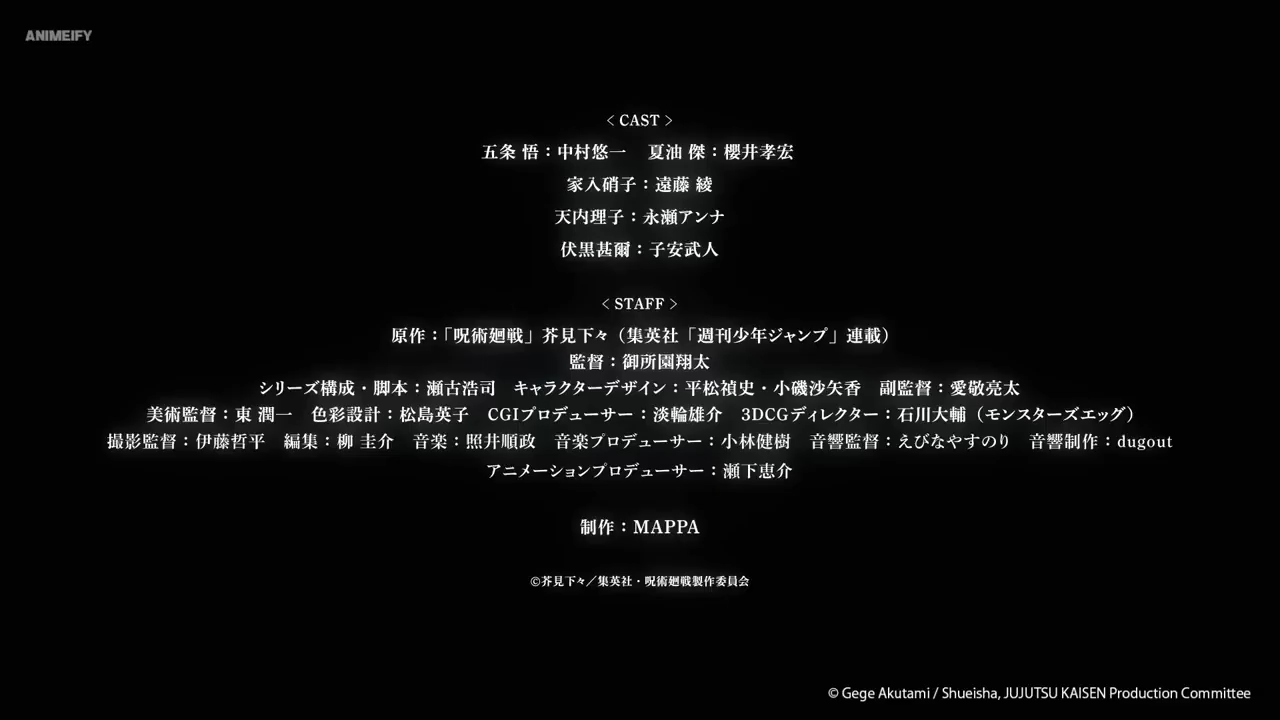 ANIMEIFY
< CAST >
五条 悟：中村悠一　夏油 傑：櫻井孝宏
家入硝子：遠藤 綾
天内理子：永瀬アンナ
伏黒甚爾：子安武人
< STAFF >
原作：「呪術廻戦」芥見下々（集英社「週刊少年ジャンプ」連載）
監督：御所園翔太
シリーズ構成・脚本：瀬古浩司　キャラクターデザイン：平松禎史・小磯沙矢香　副監督：愛敬亮太
美術監督：東 潤一　色彩設計：松島英子　CGIプロデューサー：淡輪雄介　3DCGディレクター：石川大輔（モンスターズエッグ）
撮影監督：伊藤哲平　編集：柳 圭介　音楽：照井順政　音楽プロデューサー：小林健樹　音響監督：えびなやすのり　音響制作：dugout
アニメーションプロデューサー：瀬下恵介
制作：MAPPA
©芥見下々／集英社・呪術廻戦製作委員会
© Gege Akutami / Shueisha, JUJUTSU KAISEN Production Committee